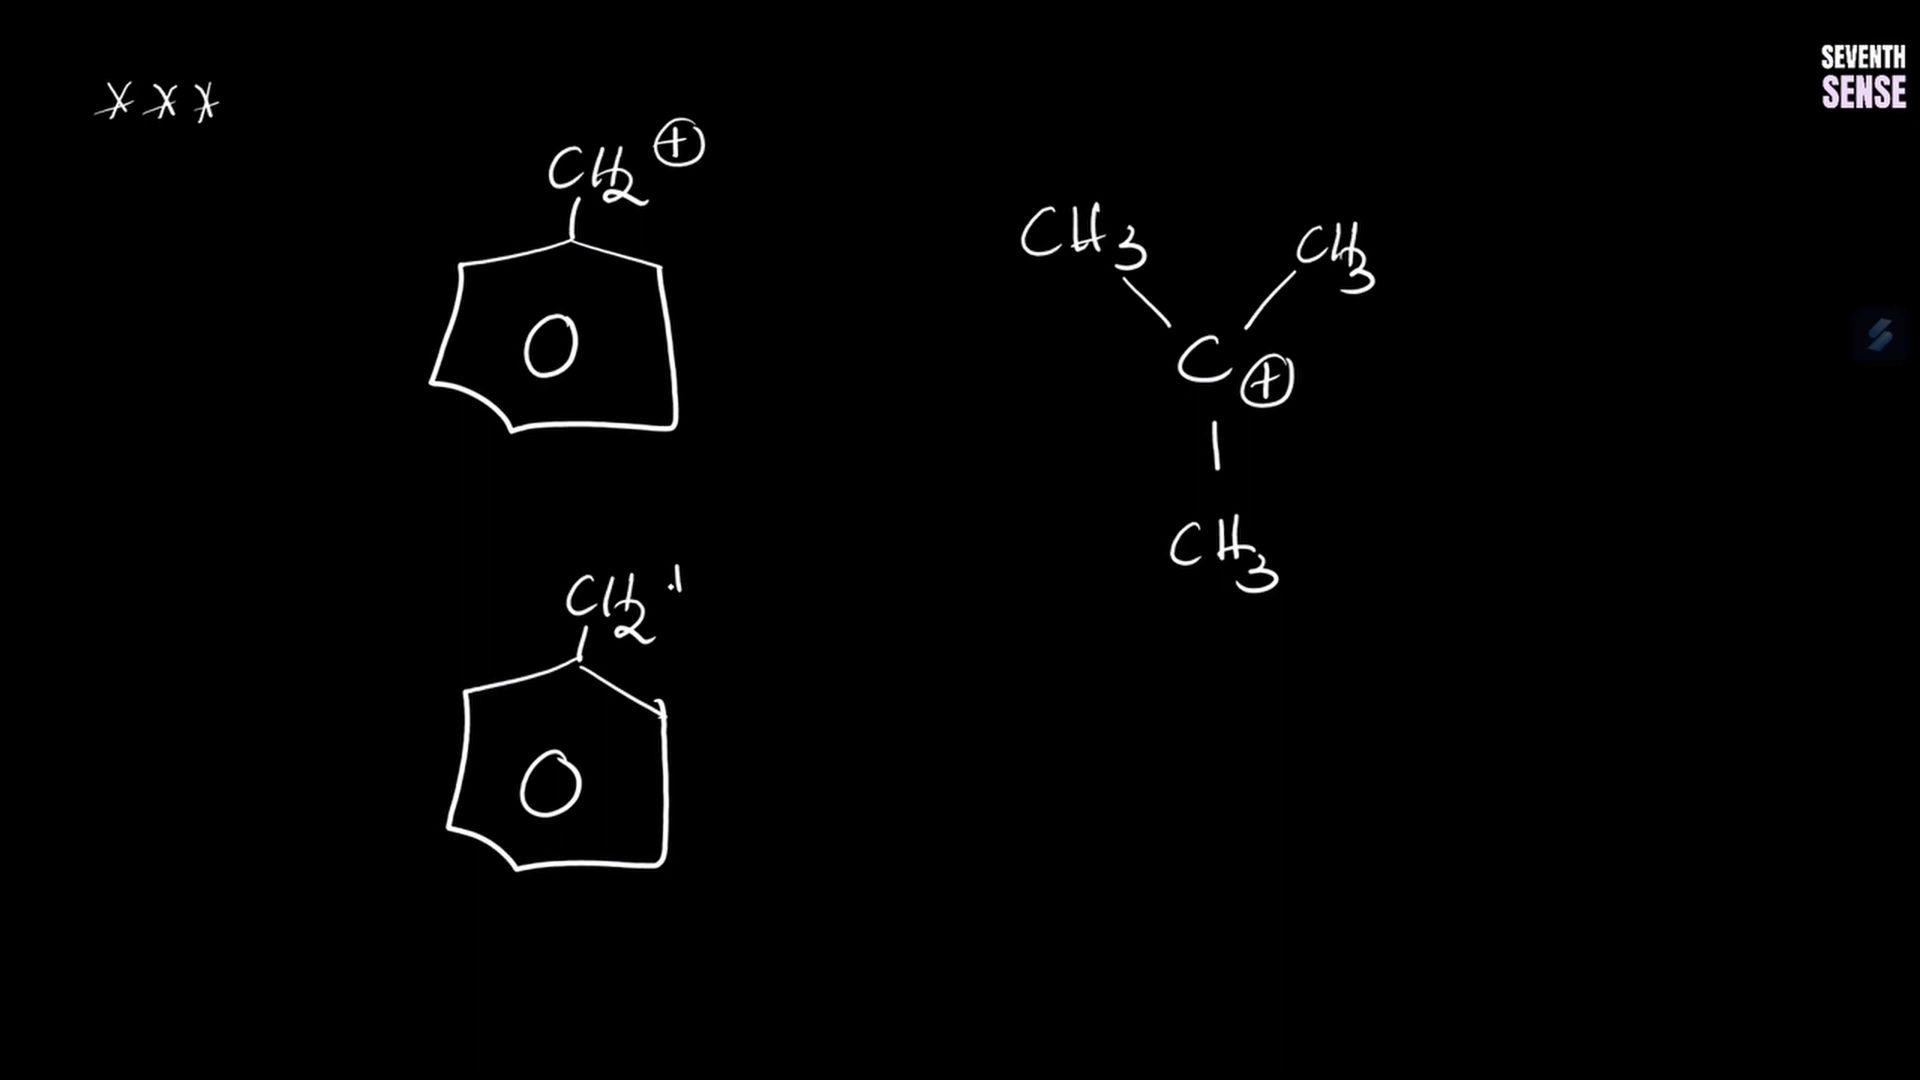 ***
SEVENTH
SENSE
CH2 ⊕
CH3 CH3
C ⊕
CH3
CH2